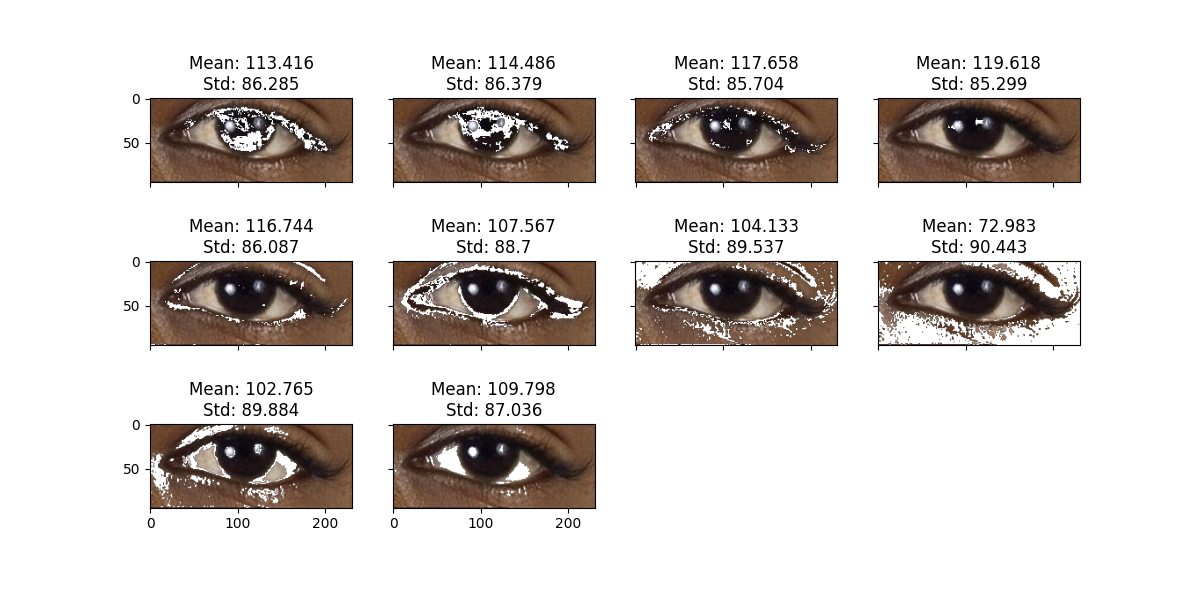 Mean: 113.416
Std: 86.285
Mean: 114.486
Std: 86.379
Mean: 117.658
Std: 85.704
Mean: 119.618
Std: 85.299
0
50
Mean: 116.744
Std: 86.087
Mean: 107.567
Std: 88.7
Mean: 104.133
Std: 89.537
Mean: 72.983
Std: 90.443
0
50
Mean: 102.765
Std: 89.884
Mean: 109.798
Std: 87.036
0
50
0 100 200
0 100 200